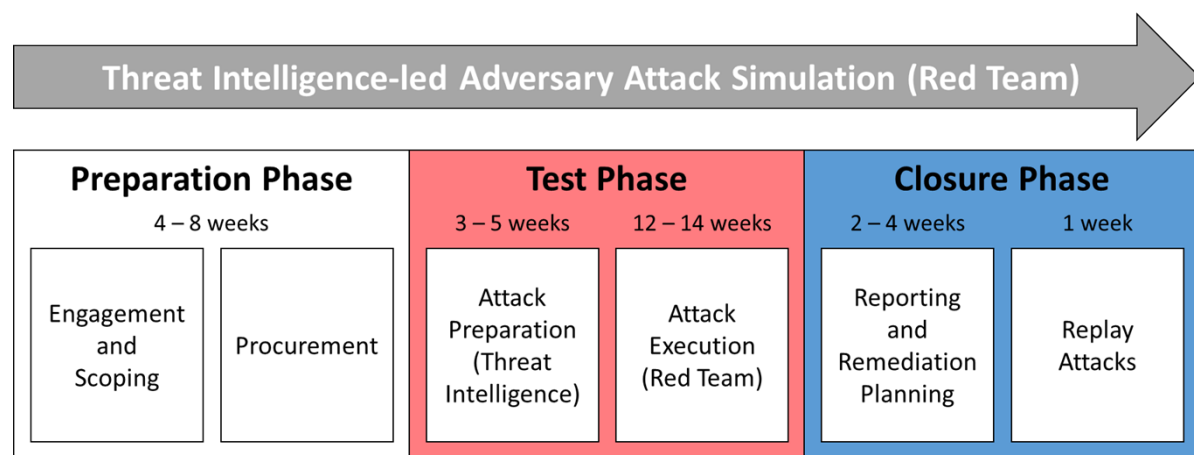 Threat Intelligence-led Adversary Attack Simulation (Red Team)
Preparation Phase
4 – 8 weeks
Engagement
and
Scoping
Procurement
Test Phase
3 – 5 weeks
12 – 14 weeks
Attack
Preparation
(Threat
Intelligence)
Attack
Execution
(Red Team)
Closure Phase
2 – 4 weeks
1 week
Reporting
and
Remediation
Planning
Replay
Attacks